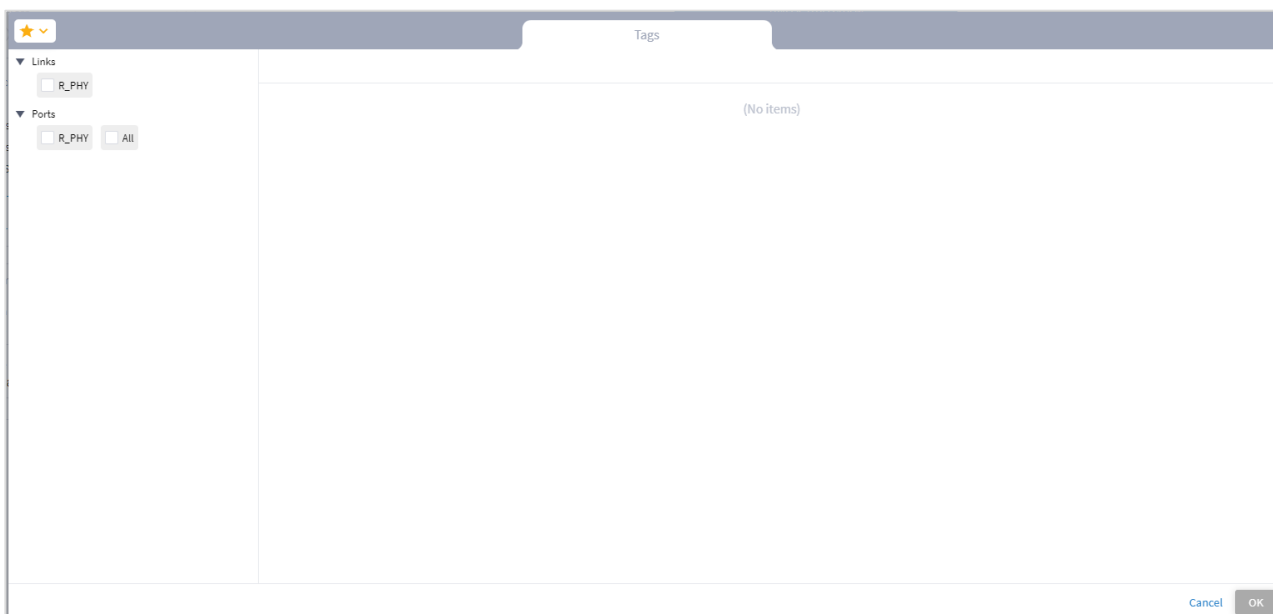 Tags
Links
R_PHY
Ports
R_PHY All
(No items)
Cancel OK